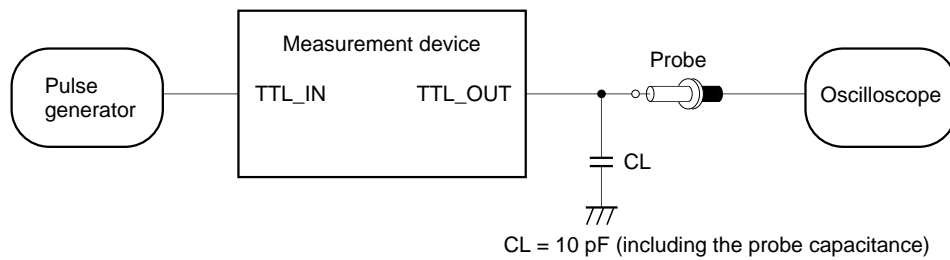 Measurement device
Probe
Pulse
generator
TTL_IN
TTL_OUT
Oscilloscope
CL
CL = 10 pF (including the probe capacitance)